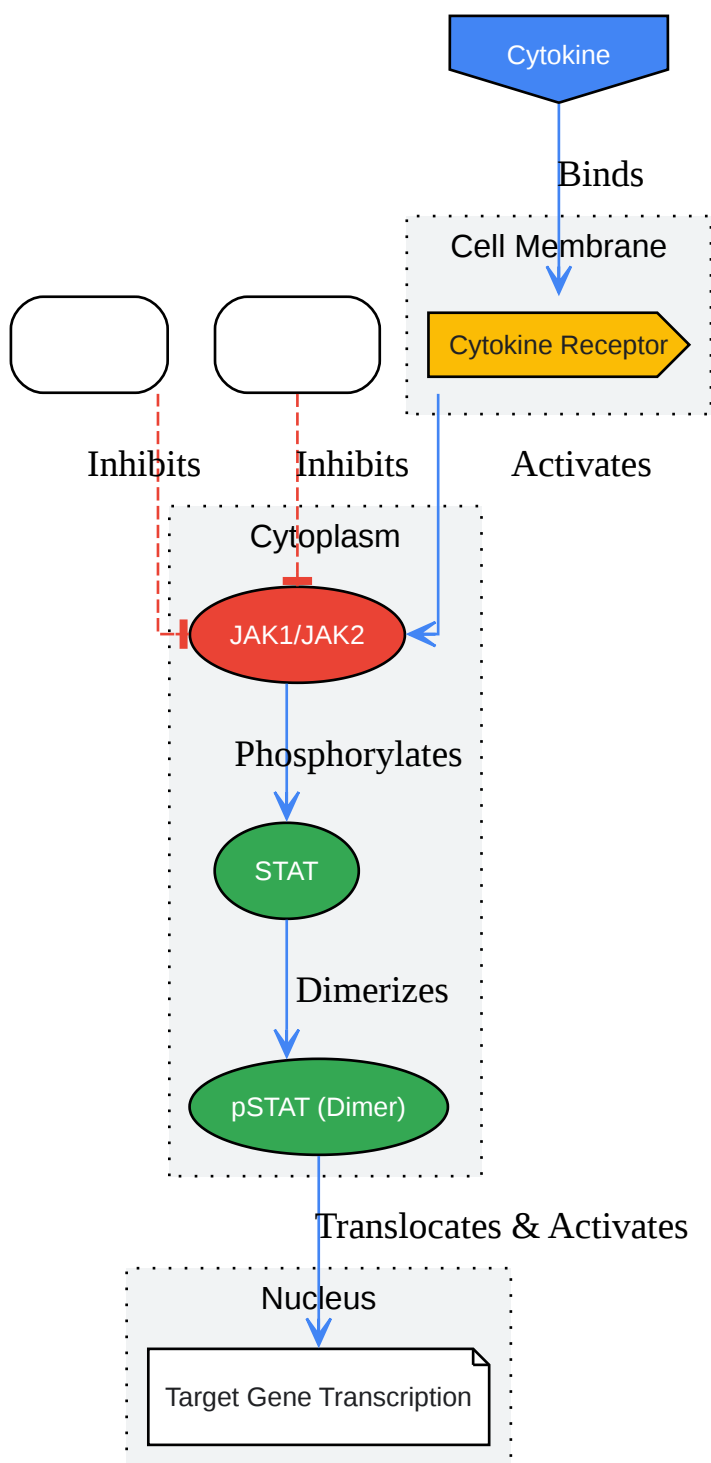 Cytokine
Binds
Cell Membrane
Cytokine Receptor
Inhibits
Inhibits
Activates
Cytoplasm
JAK1/JAK2
Phosphorylates
STAT
Dimerizes
pSTAT (Dimer)
Translocates & Activates
Nucleus
Target Gene Transcription